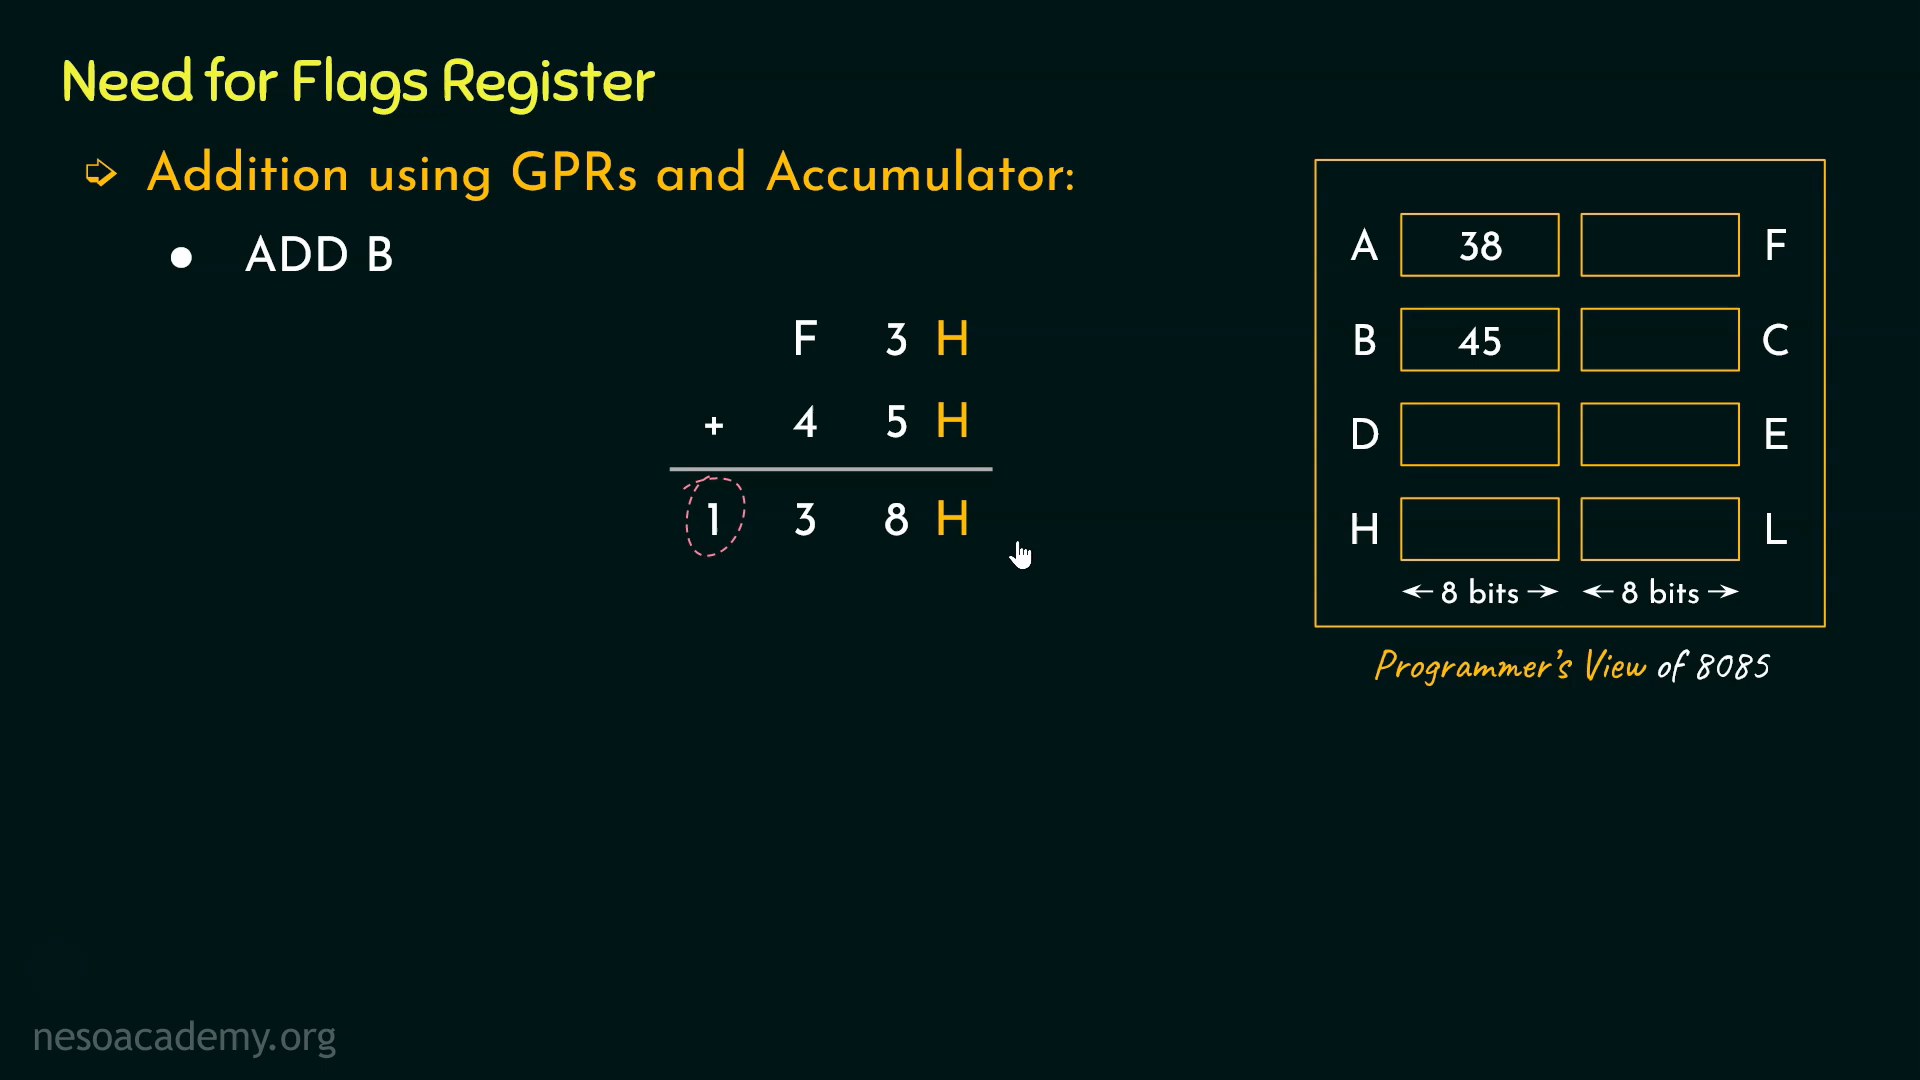 Need for Flags Register
➩ Addition using GPRs and Accumulator:
● ADD B
F 3 H
+ 4 5 H
1 3 8 H
A 38 F
B 45 C
D E
H L
←8 bits→ ←8 bits→
Programmer's View of 8085
nesoacademy.org